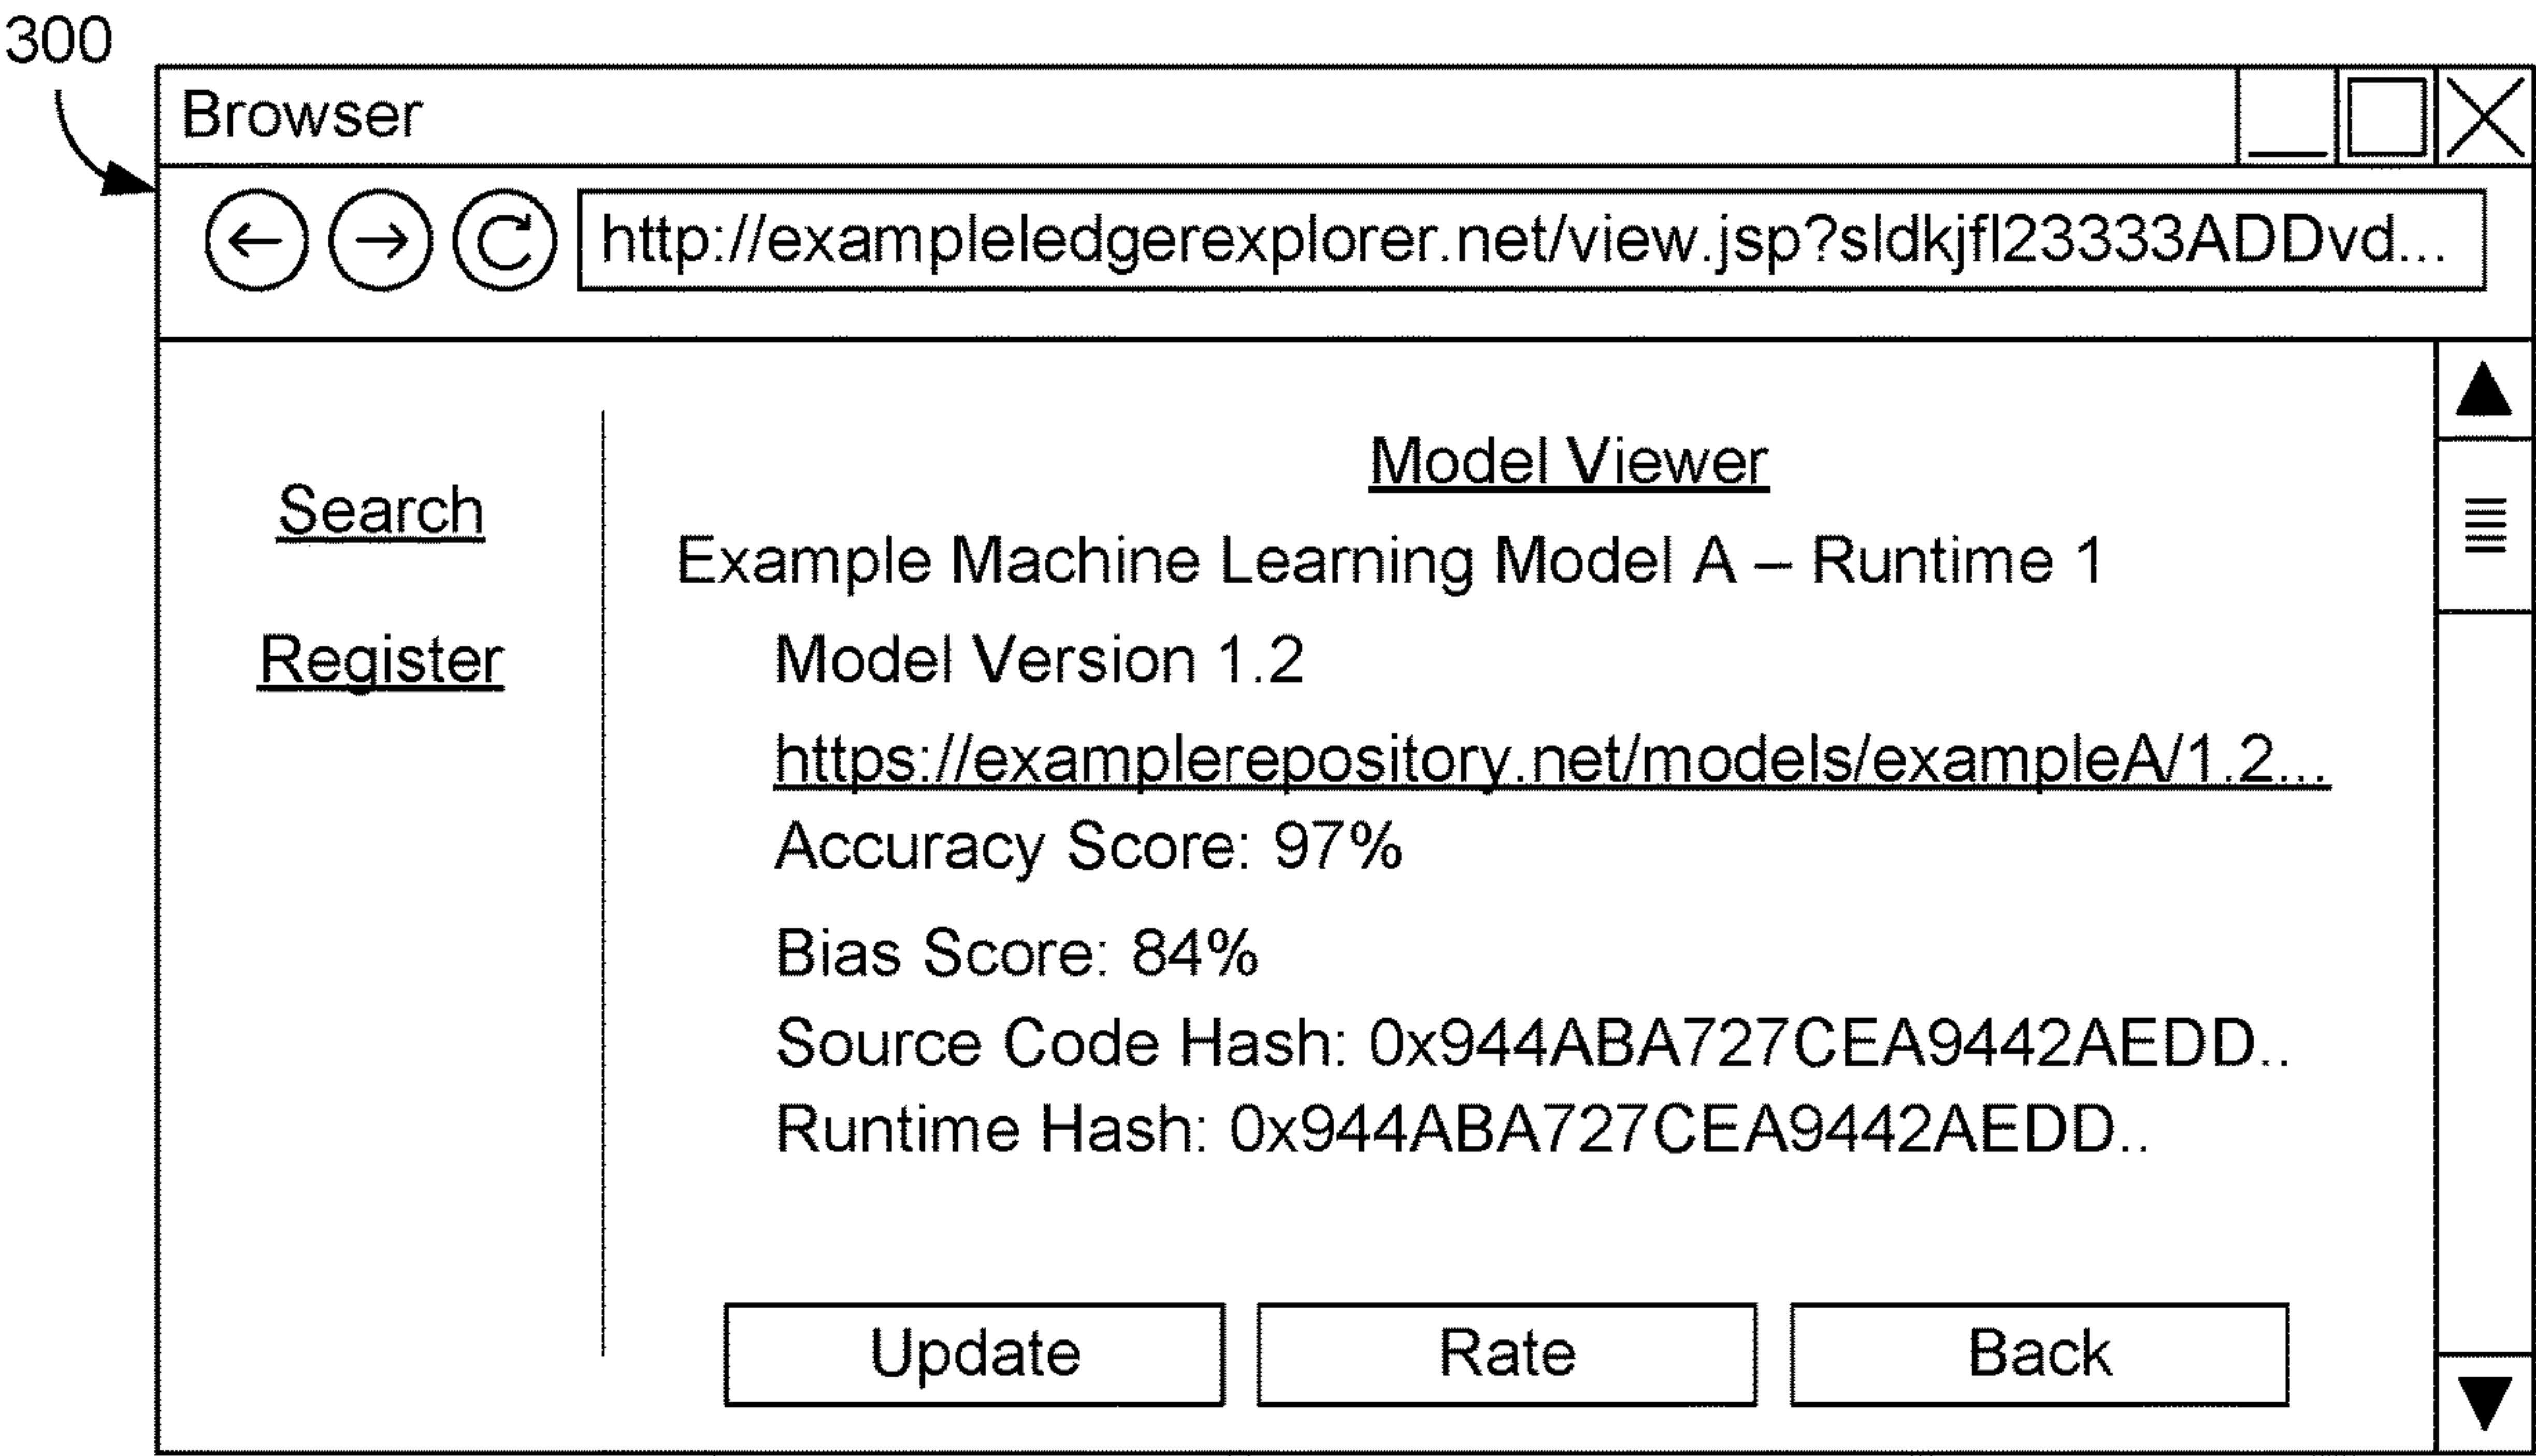 300
Browser
http://exampleledgerexplorer.net/view.jsp?sldkjfl23333ADDvd...
Search
Register
Model Viewer
Example Machine Learning Model A – Runtime 1
Model Version 1.2
https://examplerepository.net/models/exampleA/1.2...
Accuracy Score: 97%
Bias Score: 84%
Source Code Hash: 0x944ABA727CEA9442AEDD..
Runtime Hash: 0x944ABA727CEA9442AEDD..
Update Rate Back